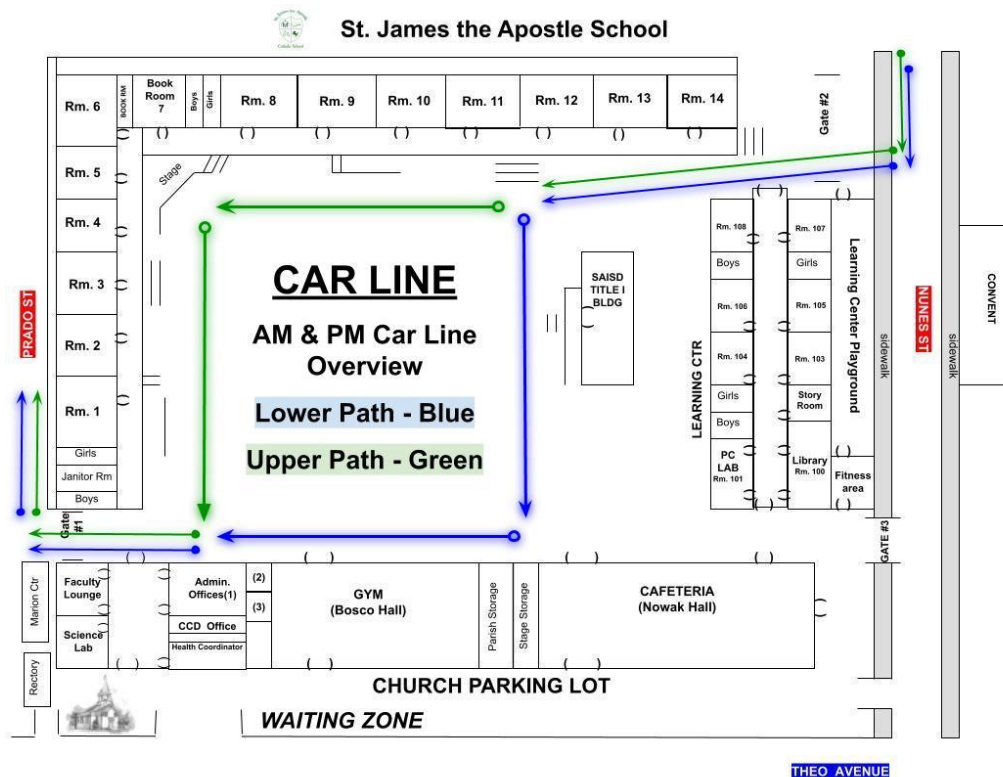 St. James the Apostle School
Rm. 6
BOOK RM
Book
Room
7
Boys
Girls
Rm. 8
Rm. 9
Rm. 10
Rm. 11
Rm. 12
Rm. 13
Rm. 14
Gate #2
Rm. 5
Stage
Rm. 4
Rm. 3
Rm. 2
Rm. 1
Girls
Janitor Rm
Boys
PRADO ST
Gate
#1
CAR LINE
AM & PM Car Line
Overview
Lower Path - Blue
Upper Path - Green
SAISD
TITLE I
BLDG
LEARNING CTR
Rm. 108
Boys
Rm. 106
Rm. 104
Girls
Boys
PC
LAB
Rm. 101
Rm. 107
Girls
Rm. 105
Rm. 103
Story
Room
Library
Rm. 100
Learning Center Playground
Fitness
area
sidewalk
NUNES ST
sidewalk
CONVENT
GATE #3
Marion Ctr
Rectory
Faculty
Lounge
Science
Lab
Admin.
Offices(1)
CCD Office
Health Coordinator
(2)
(3)
GYM
(Bosco Hall)
Parish Storage
Stage Storage
CAFETERIA
(Nowak Hall)
CHURCH PARKING LOT
WAITING ZONE
THEO AVENUE